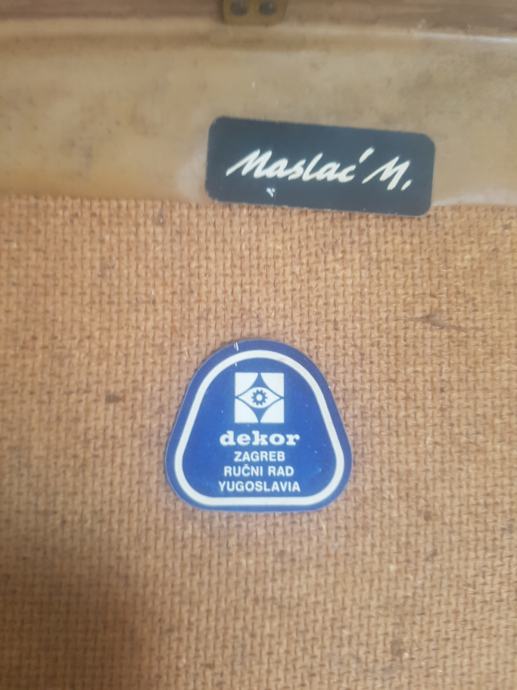 Maslać M.
dekor
ZAGREB
RUČNI RAD
YUGOSLAVIA